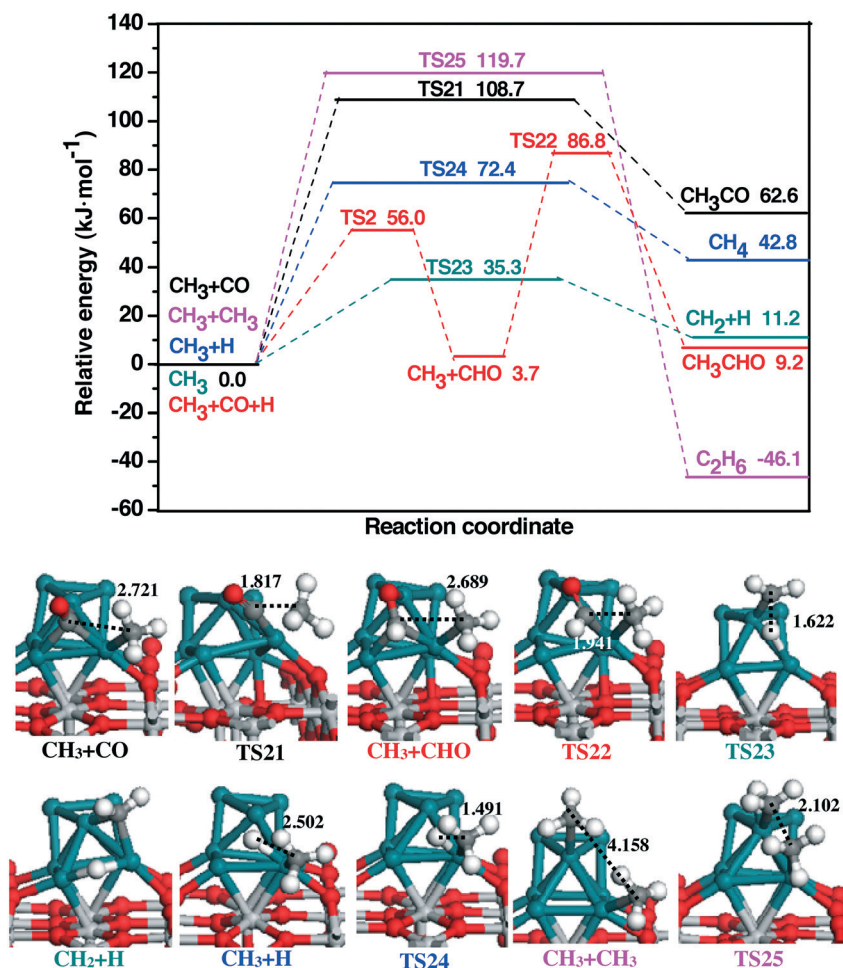 140
120
100
80
60
40
20
0
-20
-40
-60
Relative energy (kJ·mol⁻¹)
Reaction coordinate
TS25 119.7
TS21 108.7
TS22 86.8
TS24 72.4
TS2 56.0
TS23 35.3
CH₃CO 62.6
CH₄ 42.8
CH₂+H 11.2
CH₃CHO 9.2
C₂H₆ -46.1
CH₃+CHO 3.7
CH₃+CO
CH₃+CH₃
CH₃+H
CH₃ 0.0
CH₃+CO+H
2.721
1.817
2.689
1.941
1.622
CH₃+CO
TS21
CH₃+CHO
TS22
TS23
2.502
1.491
4.158
2.102
CH₂+H
CH₃+H
TS24
CH₃+CH₃
TS25